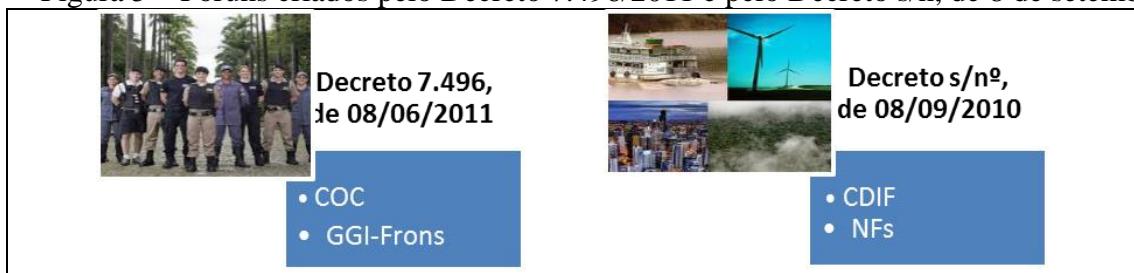 Decreto 7.496,
de 08/06/2011
• COC
• GGI-Frons
Decreto s/nº,
de 08/09/2010
• CDIF
• NFs